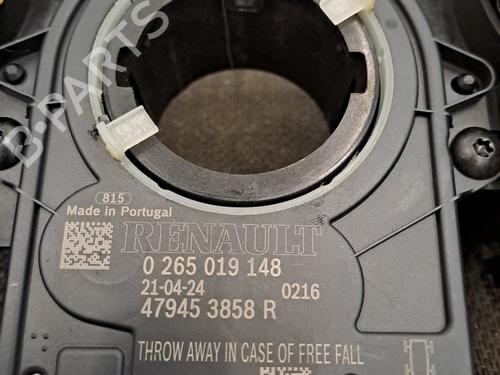 B-PARTS
815
Made in Portugal
RENAULT
0 265 019 148
21-04-24 0216
47945 3858 R
THROW AWAY IN CASE OF FREE FALL